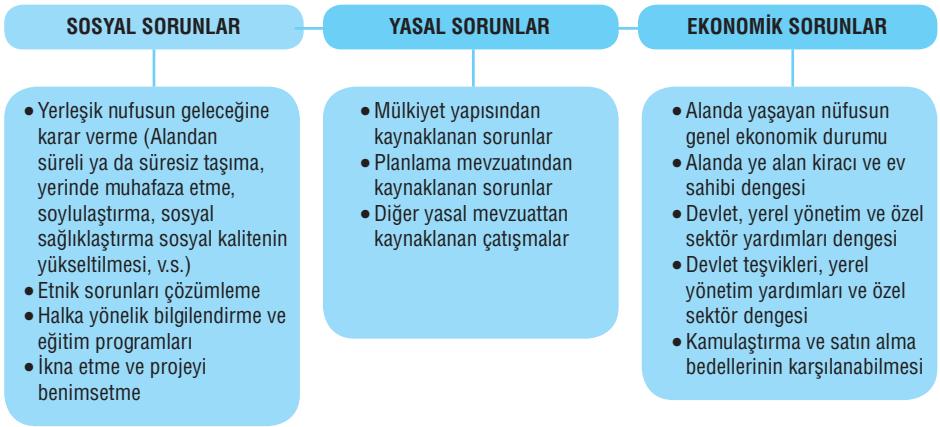 SOSYAL SORUNLAR
● Yerleşik nufusun geleceğine
karar verme (Alandan
süreli ya da süresiz taşıma,
yerinde muhafaza etme,
soylulaştırma, sosyal
sağlıklaştırma sosyal kalitenin
yükseltilmesi, v.s.)
● Etnik sorunları çözümleme
● Halka yönelik bilgilendirme ve
eğitim programları
● İkna etme ve projeyi
benimsetme
YASAL SORUNLAR
● Mülkiyet yapısından
kaynaklanan sorunlar
● Planlama mevzuatından
kaynaklanan sorunlar
● Diğer yasal mevzuattan
kaynaklanan çatışmalar
EKONOMİK SORUNLAR
● Alanda yaşayan nüfusun
genel ekonomik durumu
● Alanda ye alan kiracı ve ev
sahibi dengesi
● Devlet, yerel yönetim ve özel
sektör yardımları dengesi
● Devlet teşvikleri, yerel
yönetim yardımları ve özel
sektör dengesi
● Kamulaştırma ve satın alma
bedellerinin karşılanabilmesi